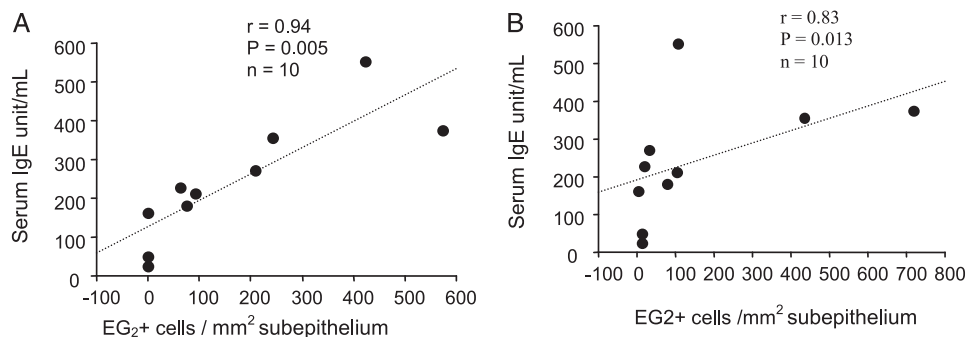 A
r = 0.94
P = 0.005
n = 10
Serum IgE unit/mL
600
500
400
300
200
100
0
-100 0 100 200 300 400 500 600
EG2+ cells / mm2 subepithelium
B
r = 0.83
P = 0.013
n = 10
Serum IgE unit/mL
600
500
400
300
200
100
0
-100 0 100 200 300 400 500 600 700 800
EG2+ cells /mm2 subepithelium